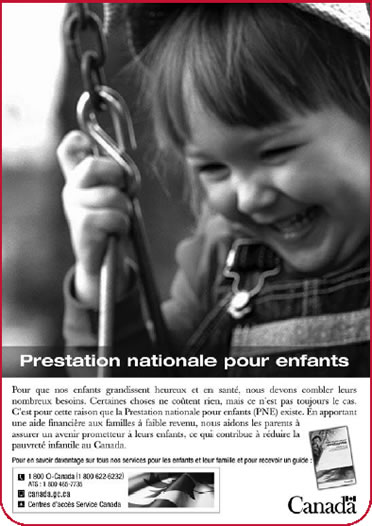 Prestation nationale pour enfants
Pour que nos enfants grandissent heureux et en santé, nous devons combler leurs
nombreux besoins. Certaines choses ne coûtent rien, mais ce n'est pas toujours le cas.
C'est pour cette raison que la Prestation nationale pour enfants (PNE) existe. En apportant
une aide financière aux familles à faible revenu, nous aidons les parents à
assurer un avenir prometteur à leurs enfants, ce qui contribue à réduire la
pauvreté infantile au Canada.
Pour en savoir davantage sur tous nos services pour les enfants et leur famille et pour recevoir un guide :
1 800 O-Canada (1 800 622-6232)
ATS : 1 800 465-7735
canada.gc.ca
Centres d'accès Service Canada
Canada